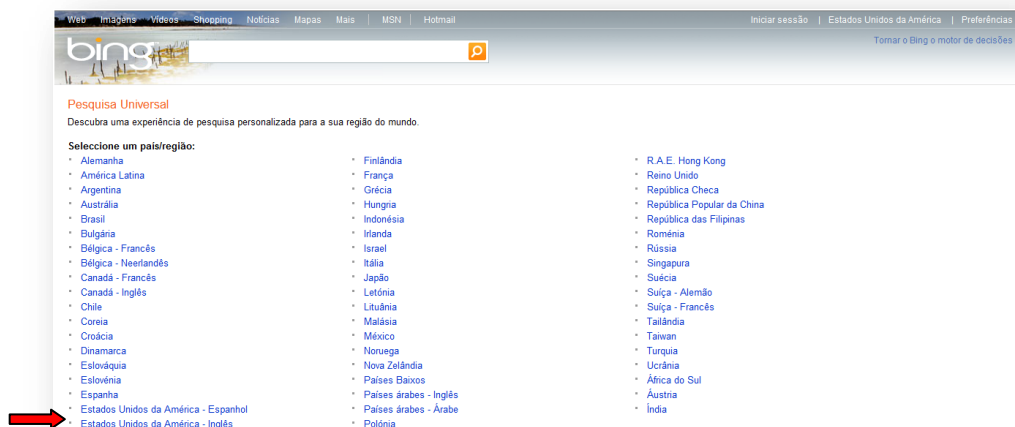 Web Imagens Vídeos Shopping Notícias Mapas Mais | MSN | Hotmail
Iniciar sessão | Estados Unidos da América | Preferências
bing
Tornar o Bing o motor de decisões
Pesquisa Universal
Descubra uma experiência de pesquisa personalizada para a sua região do mundo.
Seleccione um país/região:
Alemanha
América Latina
Argentina
Austrália
Brasil
Bulgária
Bélgica - Francês
Bélgica - Neerlandês
Canadá - Francês
Canadá - Inglês
Chile
Coreia
Croácia
Dinamarca
Eslováquia
Eslovénia
Espanha
Estados Unidos da América - Espanhol
Estados Unidos da América - Inglês
Finlândia
França
Grécia
Hungria
Indonésia
Irlanda
Israel
Itália
Japão
Letónia
Lituânia
Malásia
México
Noruega
Nova Zelândia
Países Baixos
Países árabes - Inglês
Países árabes - Árabe
Polónia
R.A.E. Hong Kong
Reino Unido
República Checa
República Popular da China
República das Filipinas
Roménia
Rússia
Singapura
Suécia
Suíça - Alemão
Suíça - Francês
Tailândia
Taiwan
Turquia
Ucrânia
África do Sul
Áustria
Índia